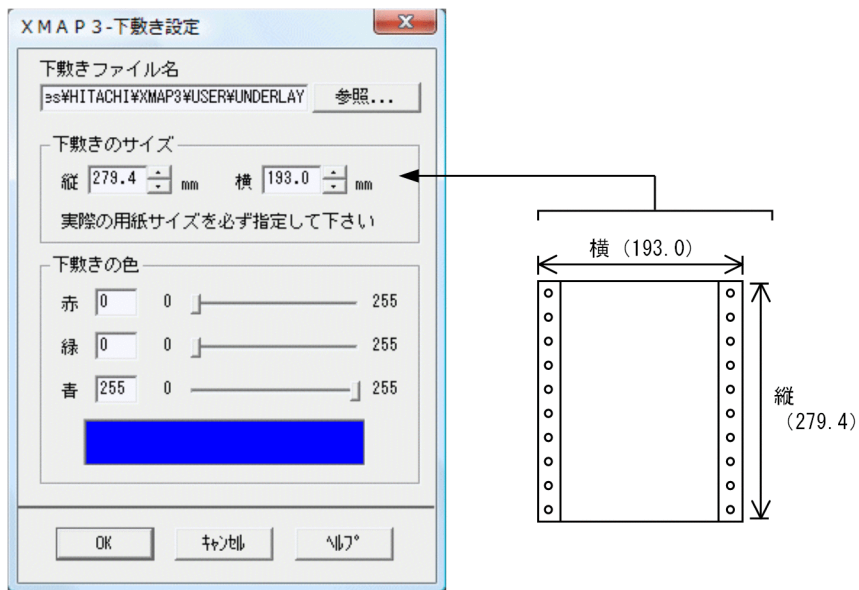 ＸＭＡＰ３-下敷き設定
下敷きファイル名
es¥HITACHI¥XMAP3¥USER¥UNDERLAY 参照...
下敷きのサイズ
縦 279.4 mm 横 193.0 mm
実際の用紙サイズを必ず指定して下さい
下敷きの色
赤 0 0 255
緑 0 0 255
青 255 0 255
OK ｷｬﾝｾﾙ ﾍﾙﾌﾟ
横（193.0）
縦
（279.4）